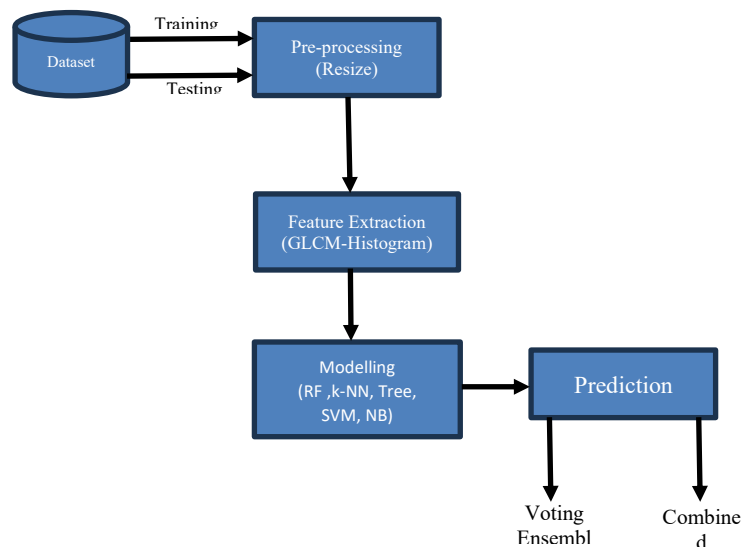 Training
Dataset
Testing
Pre-processing
(Resize)
Feature Extraction
(GLCM-Histogram)
Modelling
(RF ,k-NN, Tree,
SVM, NB)
Prediction
Voting
Ensembl
Combine
d